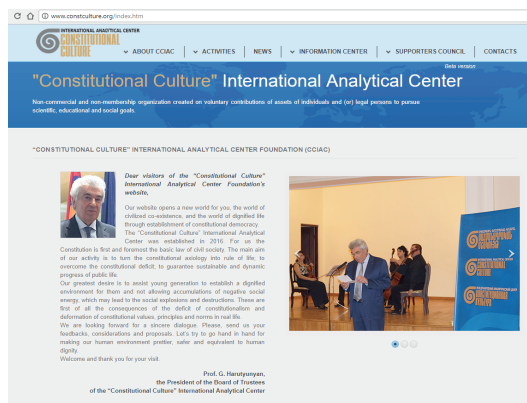 www.constculture.org/index.htm
INTERNATIONAL ANALYTICAL CENTER
CONSTITUTIONAL
CULTURE
ABOUT CCIAC
ACTIVITIES
NEWS
INFORMATION CENTER
SUPPORTERS COUNCIL
CONTACTS
Beta version
"Constitutional Culture" International Analytical Center
Non-commercial and non-membership organization created on voluntary contributions of assets of individuals and (or) legal persons to pursue
scientific, educational and social goals.
"CONSTITUTIONAL CULTURE" INTERNATIONAL ANALYTICAL CENTER FOUNDATION (CCIAC)
Dear visitors of the "Constitutional Culture"
International Analytical Center Foundation's
website,
Our website opens a new world for you, the world of
civilized co-existence, and the world of dignified life
through establishment of constitutional democracy.
The "Constitutional Culture" International Analytical
Center was established in 2016. For us the
Constitution is first and foremost the basic law of civil society. The main aim
of our activity is to turn the constitutional axiology into rule of life; to
overcome the constitutional deficit; to guarantee sustainable and dynamic
progress of public life.
Our greatest desire is to assist young generation to establish a dignified
environment for them and not allowing accumulations of negative social
energy, which may lead to the social explosions and destructions. These are
first of all the consequences of the deficit of constitutionalism and
deformation of constitutional values, principles and norms in real life.
We are looking forward for a sincere dialogue. Please, send us your
feedbacks, considerations and proposals. Let's try to go hand in hand for
making our human environment prettier, safer and equivalent to human
dignity.
Welcome and thank you for your visit.
Prof. G. Harutyunyan,
the President of the Board of Trustees
of the "Constitutional Culture" International Analytical Center
CONSTITUTIONAL
CULTURE